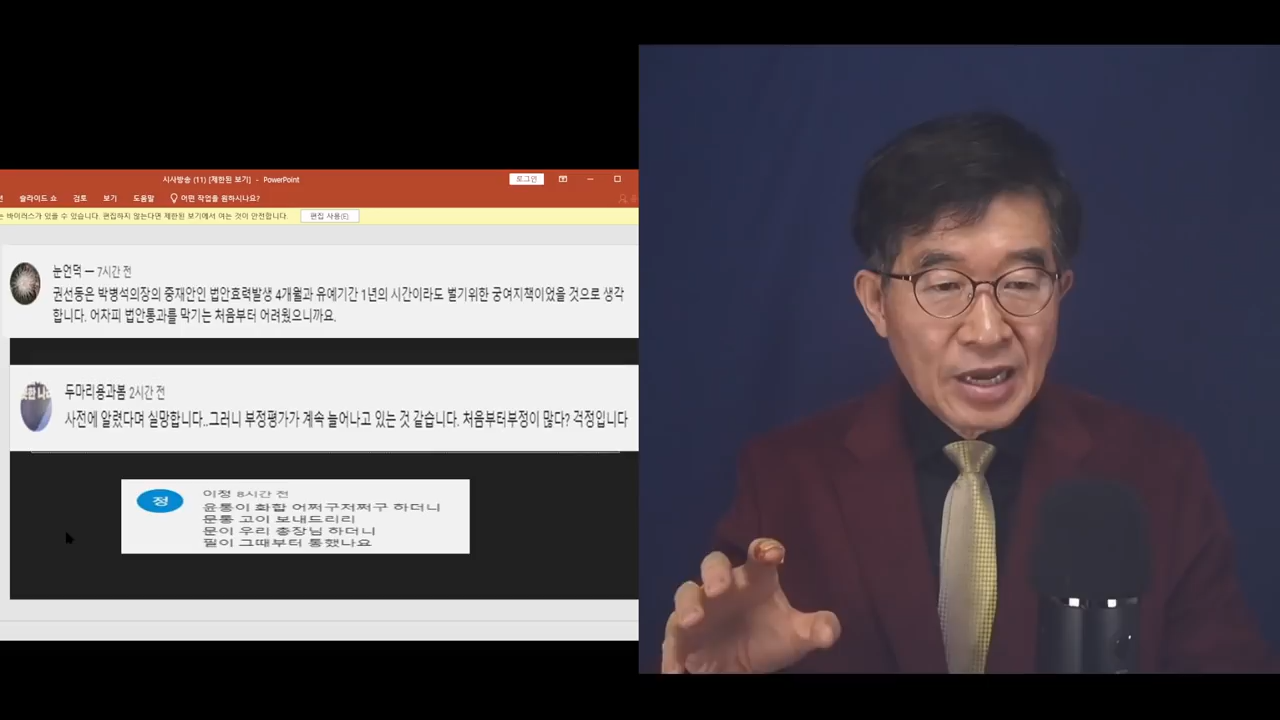 시사방송 (11) [제한된 보기] - PowerPoint
로그인
슬라이드 쇼 검토 보기 도움말 어떤 작업을 원하시나요?
바이러스가 있을 수 있습니다. 편집하지 않는다면 제한된 보기에서 여는 것이 안전합니다. 편집 사용(E)
눈언덕 ㅡ 7시간 전
권선동은 박병석의장의 중재안인 법안효력발생 4개월과 유예기간 1년의 시간이라도 벌기위한 궁여지책이었을 것으로 생각
합니다. 어자피 법안통과를 막기는 처음부터 어려웠으니까요.
두마리용과봄 2시간 전
사전에 알렸다며 실망합니다..그러니 부정평가가 계속 늘어나고 있는 것 같습니다. 처음부터부정이 많다? 걱정입니다
정
이정 8시간 전
윤통이 화합 어쩌구저쩌구 하더니
문통 고이 보내드리리
문이 우리 총장님 하더니
필이 그때부터 통했나요